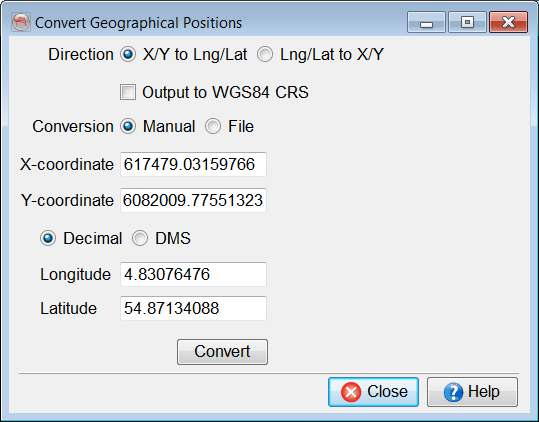 Convert Geographical Positions
Direction X/Y to Lng/Lat Lng/Lat to X/Y
Output to WGS84 CRS
Conversion Manual File
X-coordinate 617479.03159766
Y-coordinate 6082009.77551323
Decimal DMS
Longitude 4.83076476
Latitude 54.87134088
Convert
Close Help